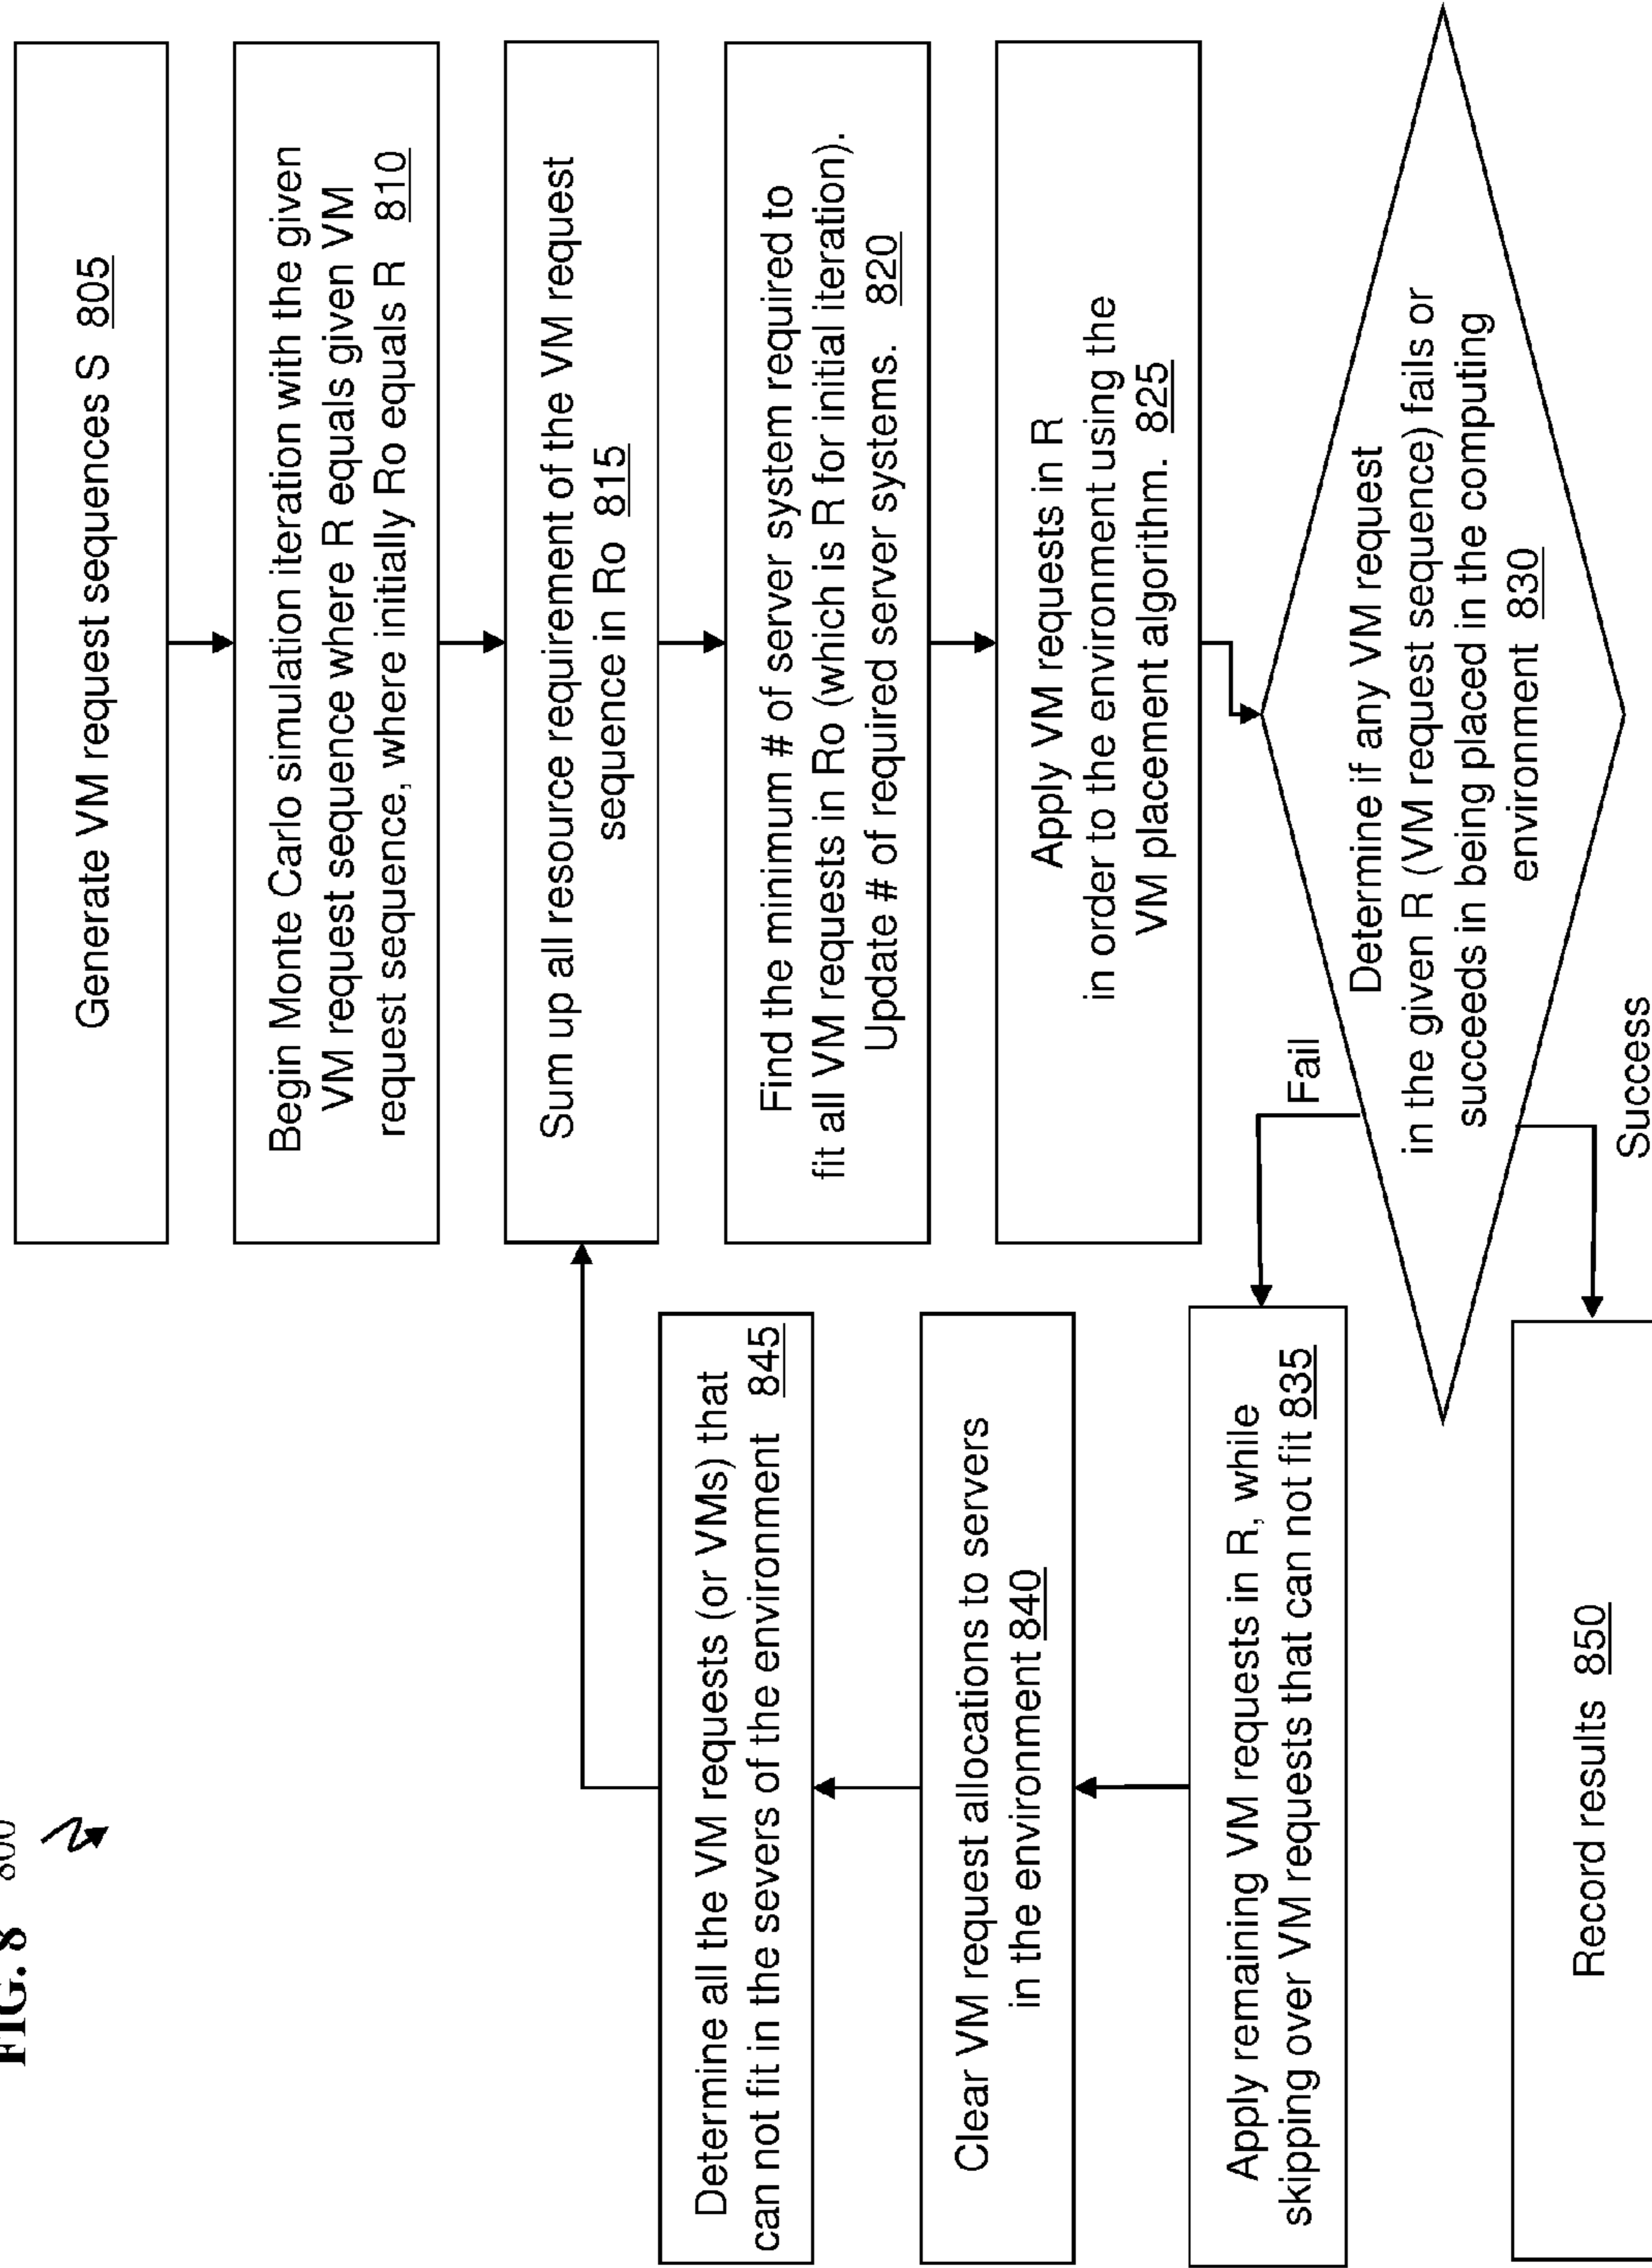 FIG. 8 800
Generate VM request sequences S 805
Begin Monte Carlo simulation iteration with the given
VM request sequence where R equals given VM
request sequence, where initially Ro equals R 810
Sum up all resource requirement of the VM request
sequence in Ro 815
Find the minimum # of server system required to
fit all VM requests in Ro (which is R for initial iteration).
Update # of required server systems. 820
Apply VM requests in R
in order to the environment using the
VM placement algorithm. 825
Determine if any VM request
in the given R (VM request sequence) fails or
succeeds in being placed in the computing
environment 830
Fail
Success
Determine all the VM requests (or VMs) that
can not fit in the severs of the environment 845
Clear VM request allocations to servers
in the environment 840
Apply remaining VM requests in R, while
skipping over VM requests that can not fit 835
Record results 850